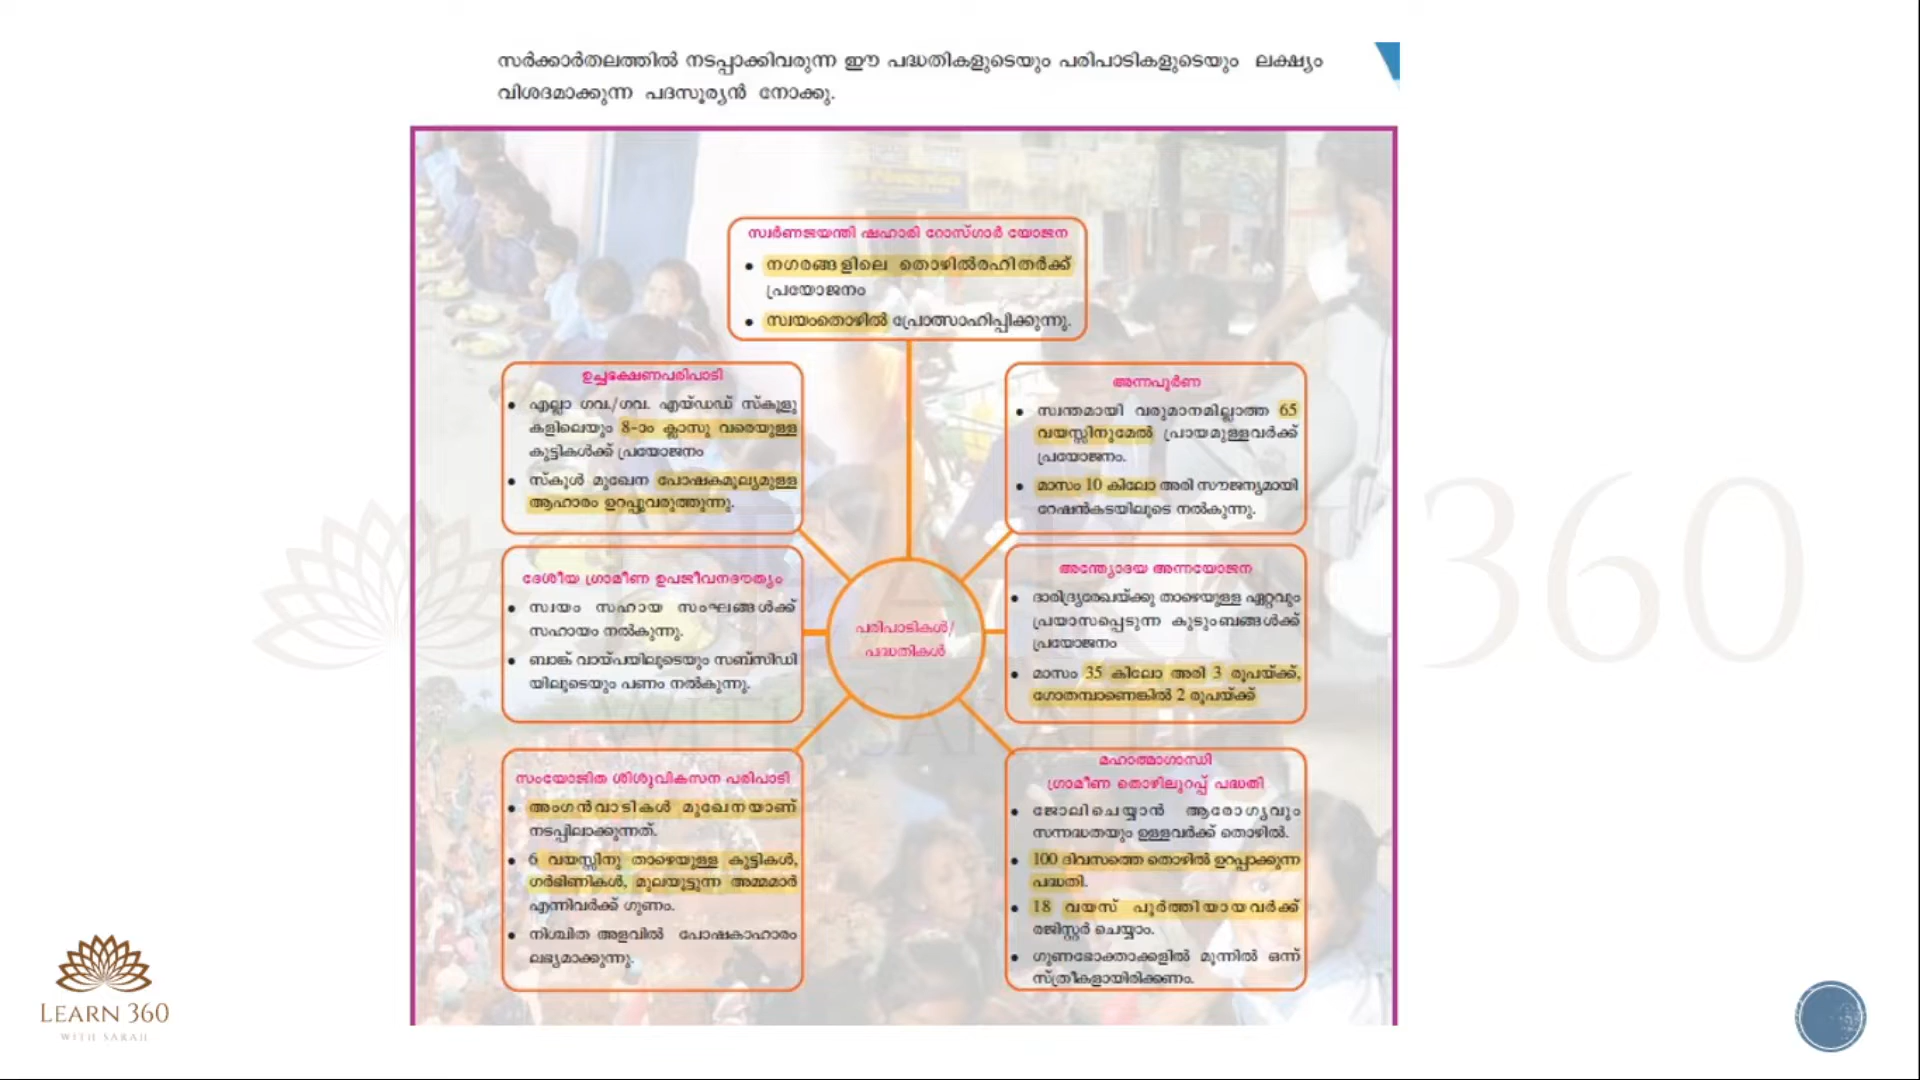 സർക്കാർതലത്തിൽ നടപ്പാക്കിവരുന്ന ഈ പദ്ധതികളുടെയും പരിപാടികളുടെയും ലക്ഷ്യം
വിശദമാക്കുന്ന പദസൂര്യൻ നോക്കൂ.
സ്വർണജയന്തി ഷഹാരി റോസ്ഗാർ യോജന
• നഗരങ്ങളിലെ തൊഴിൽരഹിതർക്ക്
പ്രയോജനം
• സ്വയംതൊഴിൽ പ്രോത്സാഹിപ്പിക്കുന്നു.
ഉച്ചഭക്ഷണപരിപാടി
• എല്ലാ ഗവ./ഗവ. എയ്ഡഡ് സ്കൂളു
കളിലെയും 8-ാം ക്ലാസു വരെയുള്ള
കുട്ടികൾക്ക് പ്രയോജനം
• സ്കൂൾ മുഖേന പോഷകമൂല്യമുള്ള
ആഹാരം ഉറപ്പുവരുത്തുന്നു.
അന്നപൂർണ
• സ്വന്തമായി വരുമാനമില്ലാത്ത 65
വയസ്സിനുമേൽ പ്രായമുള്ളവർക്ക്
പ്രയോജനം.
• മാസം 10 കിലോ അരി സൗജന്യമായി
റേഷൻകടയിലൂടെ നൽകുന്നു.
ദേശീയ ഗ്രാമീണ ഉപജീവനദൗത്യം
• സ്വയം സഹായ സംഘങ്ങൾക്ക്
സഹായം നൽകുന്നു.
• ബാങ്ക് വായ്പയിലൂടെയും സബ്സിഡി
യിലൂടെയും പണം നൽകുന്നു.
പരിപാടികൾ/
പദ്ധതികൾ
അന്ത്യോദയ അന്നയോജന
• ദാരിദ്ര്യരേഖയ്ക്കു താഴെയുള്ള ഏറ്റവും
പ്രയാസപ്പെടുന്ന കുടുംബങ്ങൾക്ക്
പ്രയോജനം
• മാസം 35 കിലോ അരി 3 രൂപയ്ക്ക്,
ഗോതമ്പാണെങ്കിൽ 2 രൂപയ്ക്ക്
സംയോജിത ശിശുവികസന പരിപാടി
• അംഗൻവാടികൾ മുഖേനയാണ്
നടപ്പിലാക്കുന്നത്.
• 6 വയസ്സിനു താഴെയുള്ള കുട്ടികൾ,
ഗർഭിണികൾ, മുലയൂട്ടുന്ന അമ്മമാർ
എന്നിവർക്ക് ഗുണം.
• നിശ്ചിത അളവിൽ പോഷകാഹാരം
ലഭ്യമാക്കുന്നു.
മഹാത്മാഗാന്ധി
ഗ്രാമീണ തൊഴിലുറപ്പ് പദ്ധതി
• ജോലിചെയ്യാൻ ആരോഗ്യവും
സന്നദ്ധതയും ഉള്ളവർക്ക് തൊഴിൽ.
• 100 ദിവസത്തെ തൊഴിൽ ഉറപ്പാക്കുന്ന
പദ്ധതി.
• 18 വയസ് പൂർത്തിയായവർക്ക്
രജിസ്റ്റർ ചെയ്യാം.
• ഗുണഭോക്താക്കളിൽ മൂന്നിൽ ഒന്ന്
സ്ത്രീകളായിരിക്കണം.
LEARN 360
WITH SARAH
LEARN 360
WITH SARAH